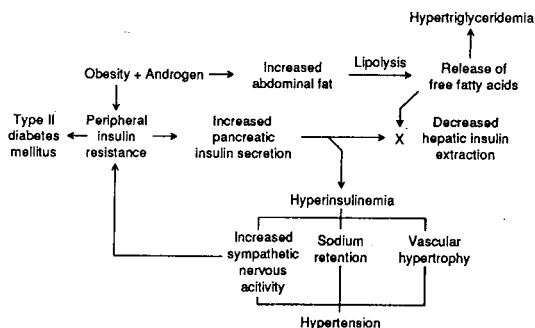 Hypertriglyceridemia
Obesity + Androgen
Increased
abdominal fat
Lipolysis
Release of
free fatty acids
Type II
diabetes
mellitus
Peripheral
insulin
resistance
Increased
pancreatic
insulin secretion
X
Decreased
hepatic insulin
extraction
Hyperinsulinemia
Increased
sympathetic
nervous
acitivity
Sodium
retention
Vascular
hypertrophy
Hypertension